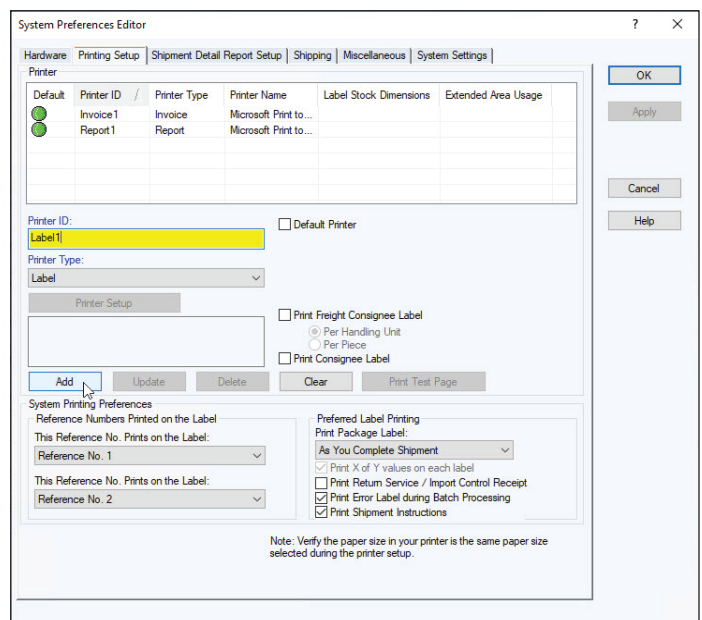 System Preferences Editor
?
Hardware Printing Setup Shipment Detail Report Setup Shipping Miscellaneous System Settings
Printer
OK
Default Printer ID / Printer Type Printer Name Label Stock Dimensions Extended Area Usage
Invoice1 Invoice Microsoft Print to...
Apply
Report1 Report Microsoft Print to...
Cancel
Printer ID:
Default Printer
Help
Label1
Printer Type:
Label
Printer Setup
Print Freight Consignee Label
Per Handling Unit
Per Piece
Print Consignee Label
Add Update Delete Clear Print Test Page
System Printing Preferences
Reference Numbers Printed on the Label
This Reference No. Prints on the Label:
Reference No. 1
This Reference No. Prints on the Label:
Reference No. 2
Preferred Label Printing
Print Package Label:
As You Complete Shipment
Print X of Y values on each label
Print Return Service / Import Control Receipt
Print Error Label during Batch Processing
Print Shipment Instructions
Note: Verify the paper size in your printer is the same paper size
selected during the printer setup.